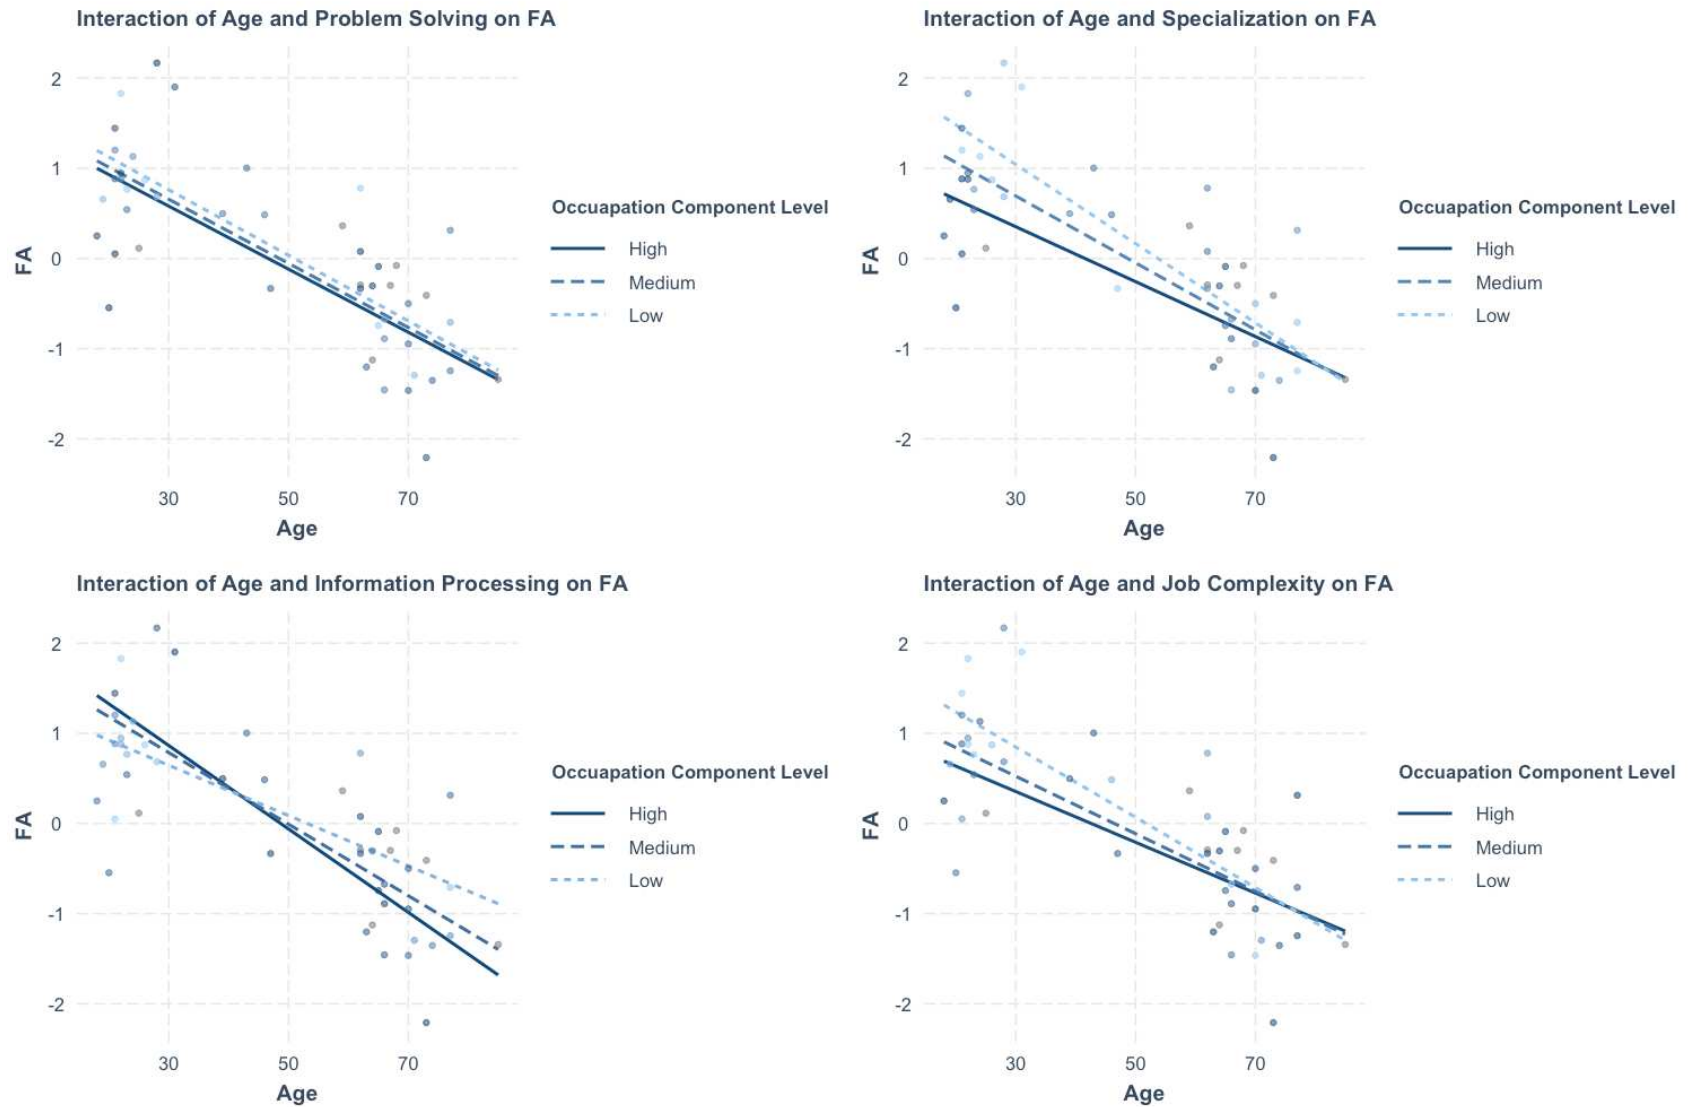 Interaction of Age and Problem Solving on FA
2
1
0
-1
-2
FA
30 50 70
Age
Occuapation Component Level
High
Medium
Low
Interaction of Age and Specialization on FA
2
1
0
-1
-2
FA
30 50 70
Age
Occuapation Component Level
High
Medium
Low
Interaction of Age and Information Processing on FA
2
1
0
-1
-2
FA
30 50 70
Age
Occuapation Component Level
High
Medium
Low
Interaction of Age and Job Complexity on FA
2
1
0
-1
-2
FA
30 50 70
Age
Occuapation Component Level
High
Medium
Low